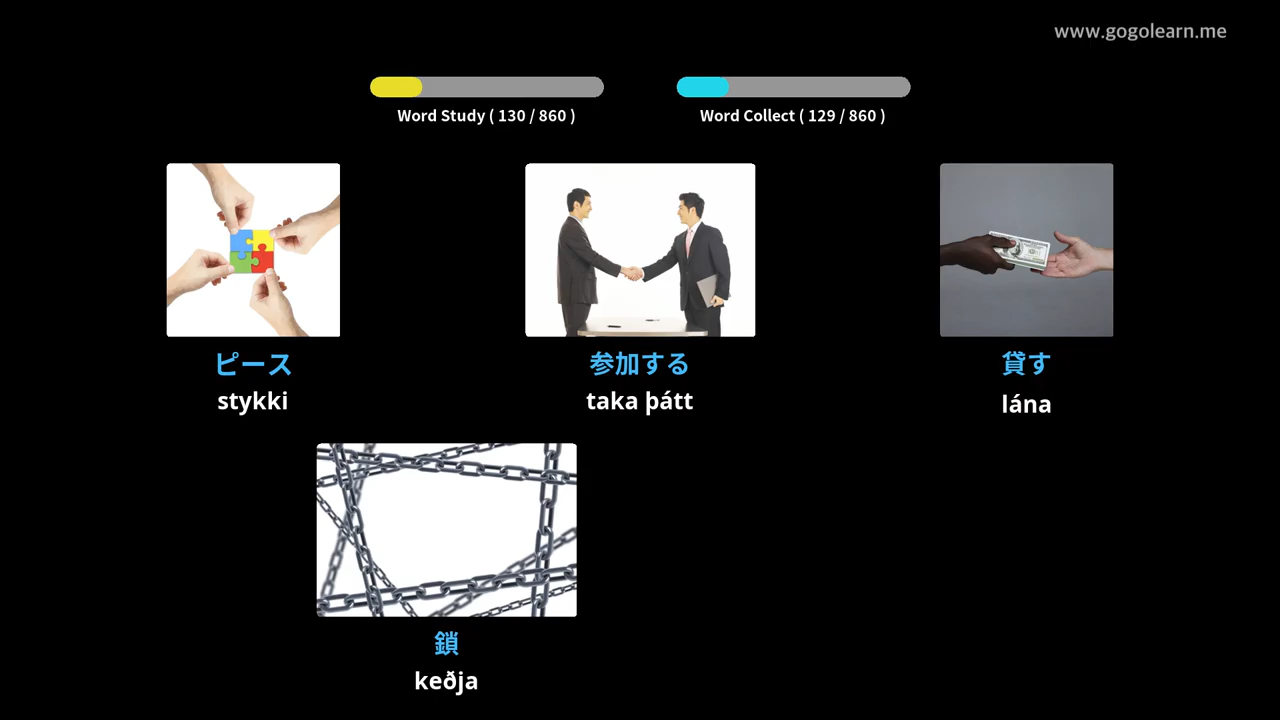 www.gogolearn.me
Word Study ( 130 / 860 )
Word Collect ( 129 / 860 )
ピース
stykki
参加する
taka þátt
貸す
lána
鎖
keðja